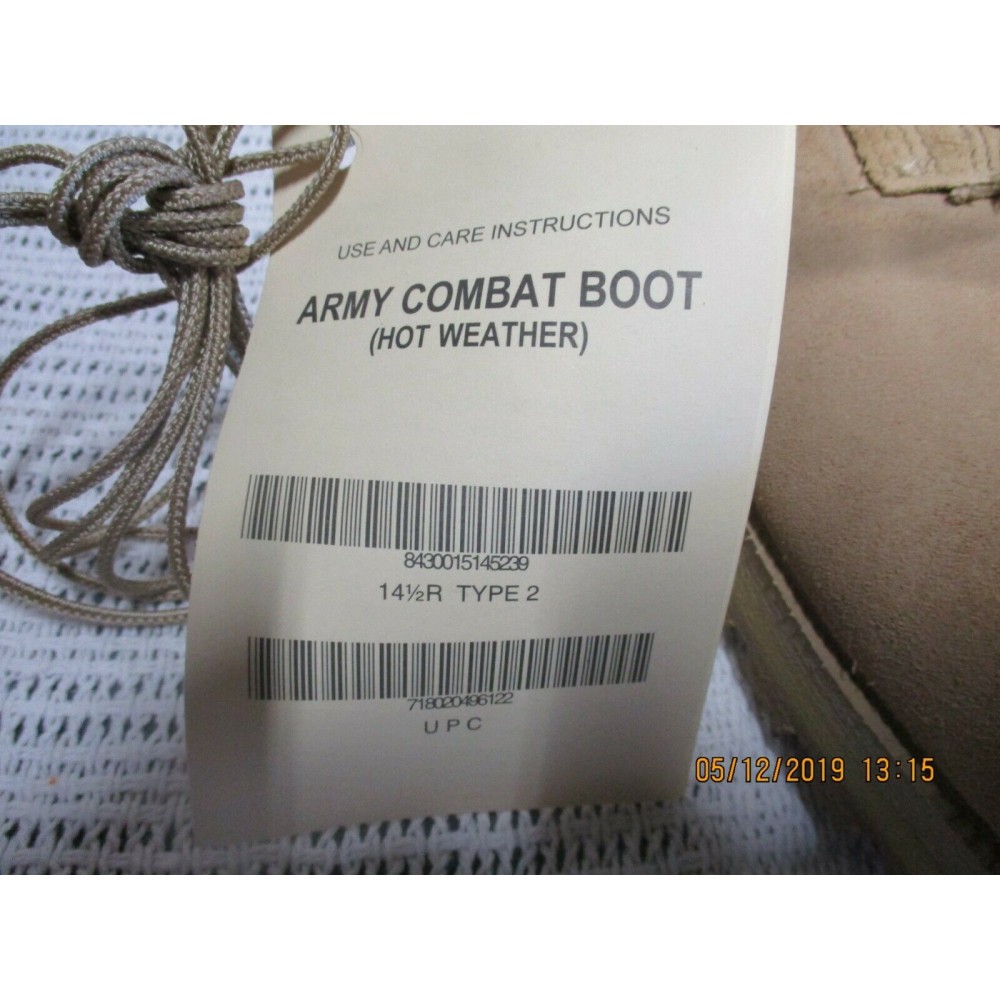 USE AND CARE INSTRUCTIONS
ARMY COMBAT BOOT
(HOT WEATHER)
8430015145239
14½R TYPE 2
718020496122
UPC
05/12/2019 13:15